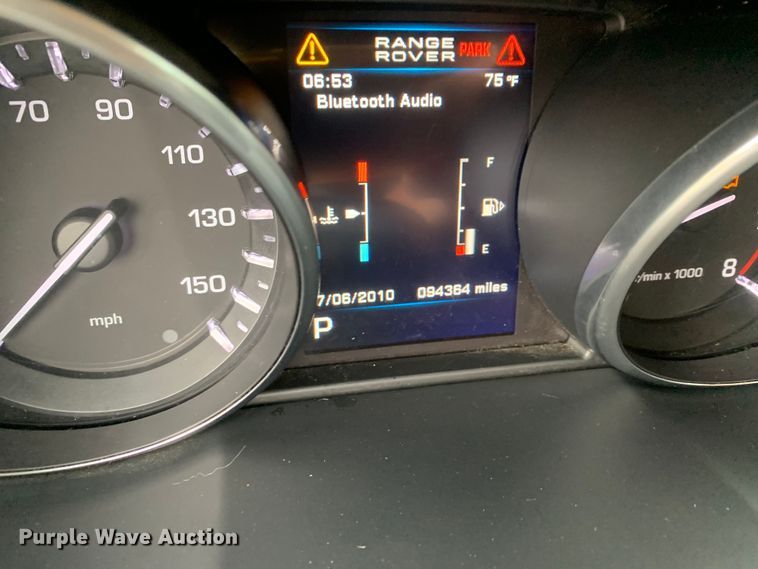 RANGE
ROVER
PARK
06:53
75 °F
Bluetooth Audio
70
90
110
130
150
mph
F
E
7/06/2010
094364 miles
P
/min x 1000
8
Purple Wave Auction